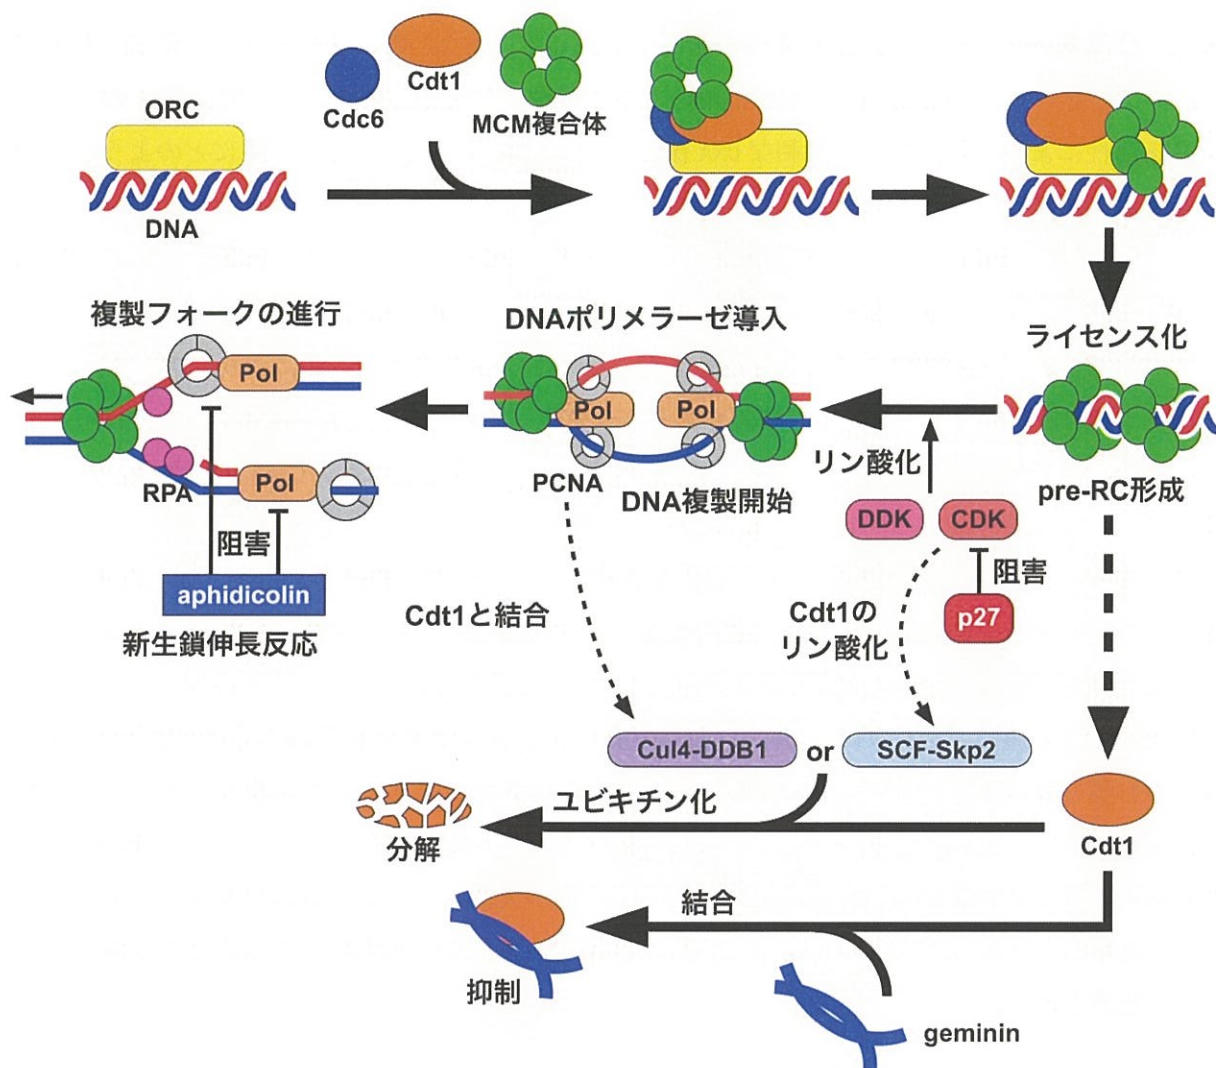 Cdt1
Cdc6
MCM複合体
ORC
DNA
ライセンス化
複製フォークの進行
DNAポリメラーゼ導入
Pol
Pol
Pol
リン酸化
pre-RC形成
PCNA
DNA複製開始
RPA
Pol
DDK
CDK
阻害
阻害
aphidicolin
p27
新生鎖伸長反応
Cdt1と結合
Cdt1の
リン酸化
Cul4-DDB1
or
SCF-Skp2
ユビキチン化
分解
Cdt1
結合
抑制
geminin